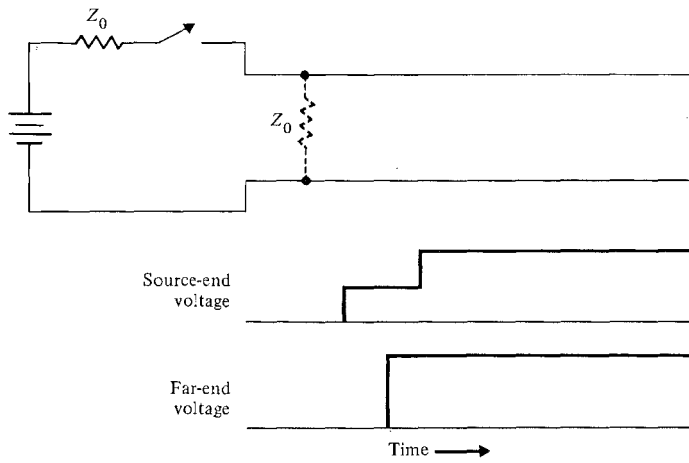 Z₀
Z₀
Source-end
voltage
Far-end
voltage
Time